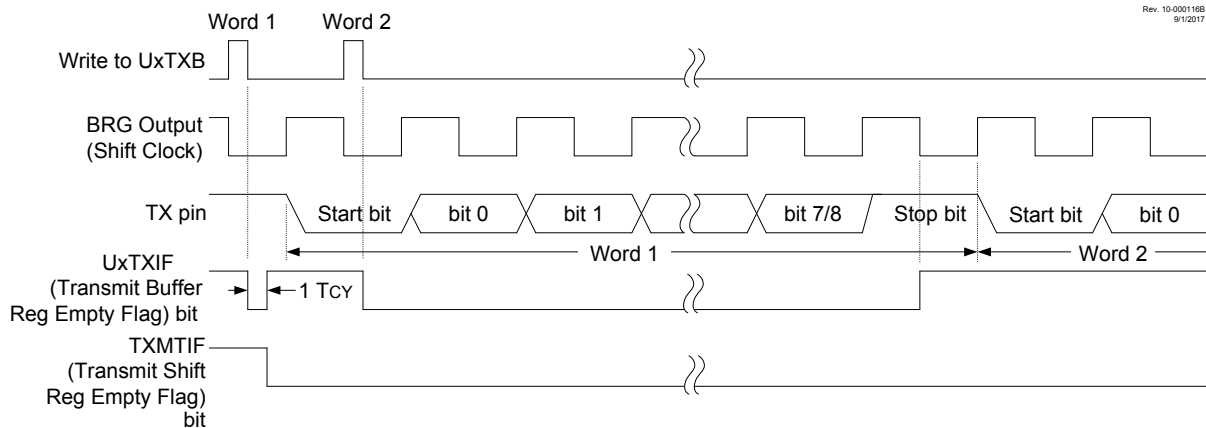 Rev. 10-000116B
9/1/2017
Word 1 Word 2
Write to UxTXB
BRG Output
(Shift Clock)
TX pin Start bit bit 0 bit 1 bit 7/8 Stop bit Start bit bit 0
Word 1 Word 2
UxTXIF
(Transmit Buffer
Reg Empty Flag) bit
1 TCY
TXMTIF
(Transmit Shift
Reg Empty Flag)
bit